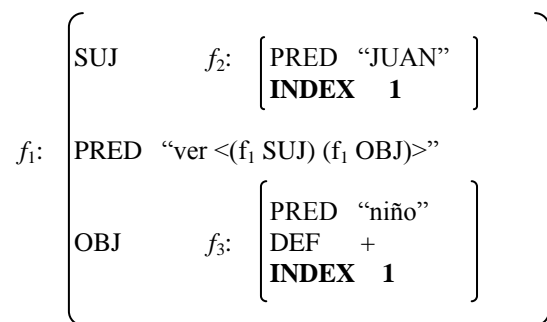 SUJ f₂: PRED “JUAN”
INDEX 1
f₁: PRED “ver <(f₁ SUJ) (f₁ OBJ)>”
PRED “niño”
OBJ f₃: DEF +
INDEX 1